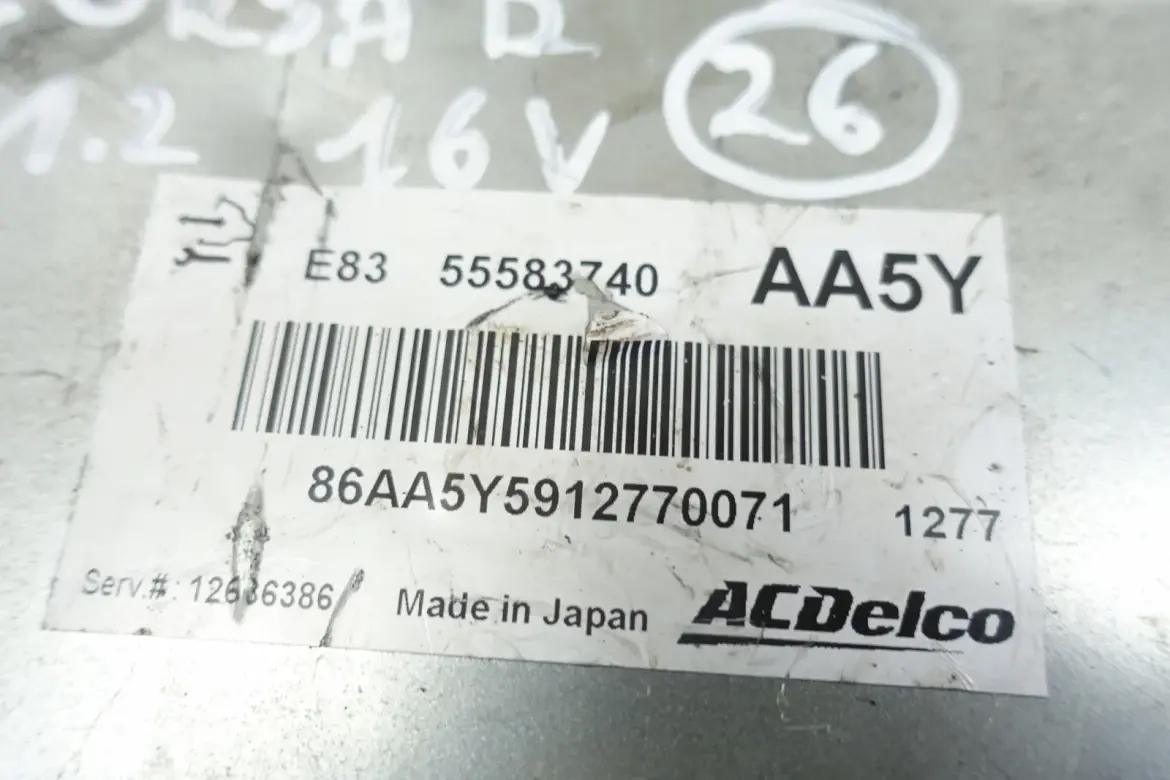 CORSA D
1.2 16V 26
E83 55583740 AA5Y
86AA5Y5912770071 1277
Serv.#: 12636386 Made in Japan ACDelco